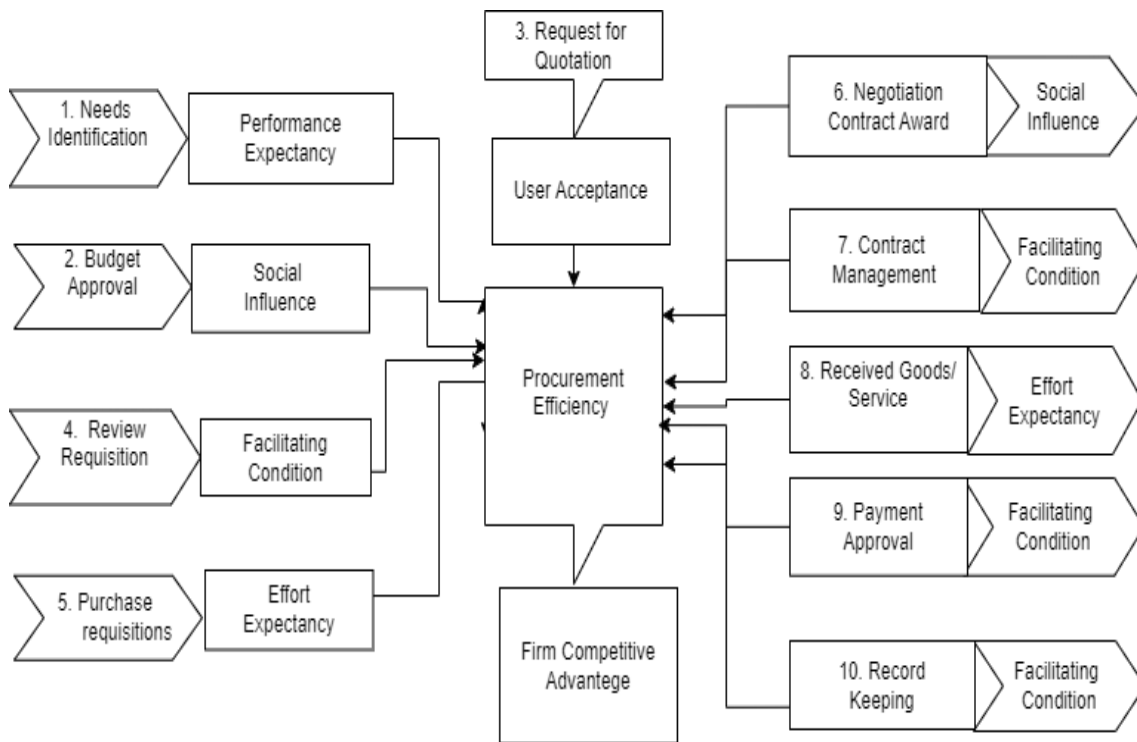 1. Needs
Identification
Performance
Expectancy
2. Budget
Approval
Social
Influence
3. Request for
Quotation
User Acceptance
4. Review
Requisition
Facilitating
Condition
5. Purchase
requisitions
Effort
Expectancy
Procurement
Efficiency
Firm Competitive
Advantege
6. Negotiation
Contract Award
Social
Influence
7. Contract
Management
Facilitating
Condition
8. Received Goods/
Service
Effort
Expectancy
9. Payment
Approval
Facilitating
Condition
10. Record
Keeping
Facilitating
Condition